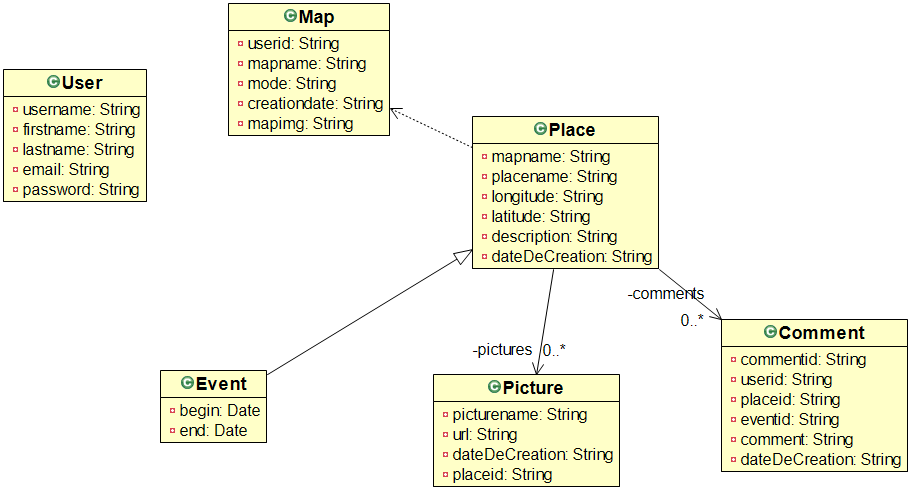 Map
userid: String
mapname: String
mode: String
creationdate: String
mapimg: String
User
username: String
firstname: String
lastname: String
email: String
password: String
Place
mapname: String
placename: String
longitude: String
latitude: String
description: String
dateDeCreation: String
-comments
0..*
-pictures 0..*
Comment
commentid: String
userid: String
placeid: String
eventid: String
comment: String
dateDeCreation: String
Event
begin: Date
end: Date
Picture
picturename: String
url: String
dateDeCreation: String
placeid: String